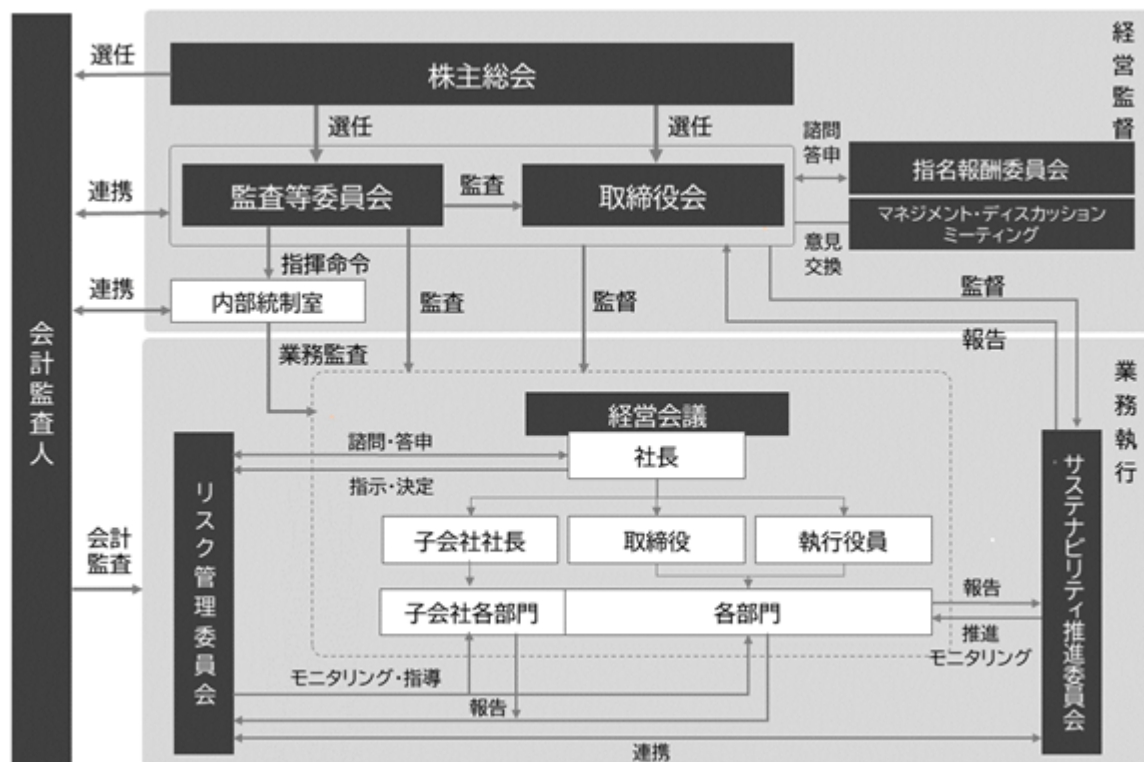 経営監督
選任
株主総会
選任
選任
諮問
答申
指名報酬委員会
連携
監査等委員会
監査
取締役会
マネジメント・ディスカッション
ミーティング
意見
交換
指揮命令
連携
内部統制室
監査
監督
監督
報告
会計監査人
業務監査
業務執行
経営会議
諮問・答申
社長
指示・決定
リスク管理委員会
サステナビリティ推進委員会
子会社社長
取締役
執行役員
会計
監査
報告
子会社各部門
各部門
推進
モニタリング
モニタリング・指導
報告
連携